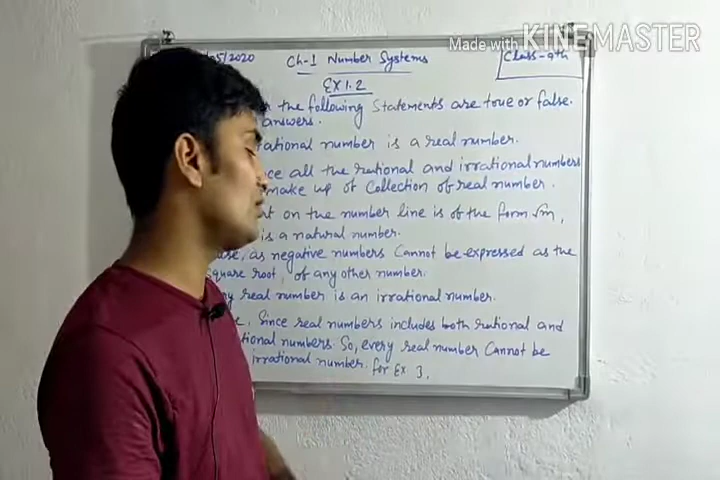 Made with KINEMASTER
5/2020 Ch-1 Number Systems Class-9th
Ex 1.2
the following Statements are true or false.
answers.
rational number is a real number.
all the rational and irrational numbers
make up of Collection of real number.
on the number line is of the form √m,
is a natural number.
as negative numbers Cannot be expressed as the
square root, of any other number.
real number is an irrational number.
Since real numbers includes both rational and
numbers. So, every real number Cannot be
irrational number. for Ex 3.